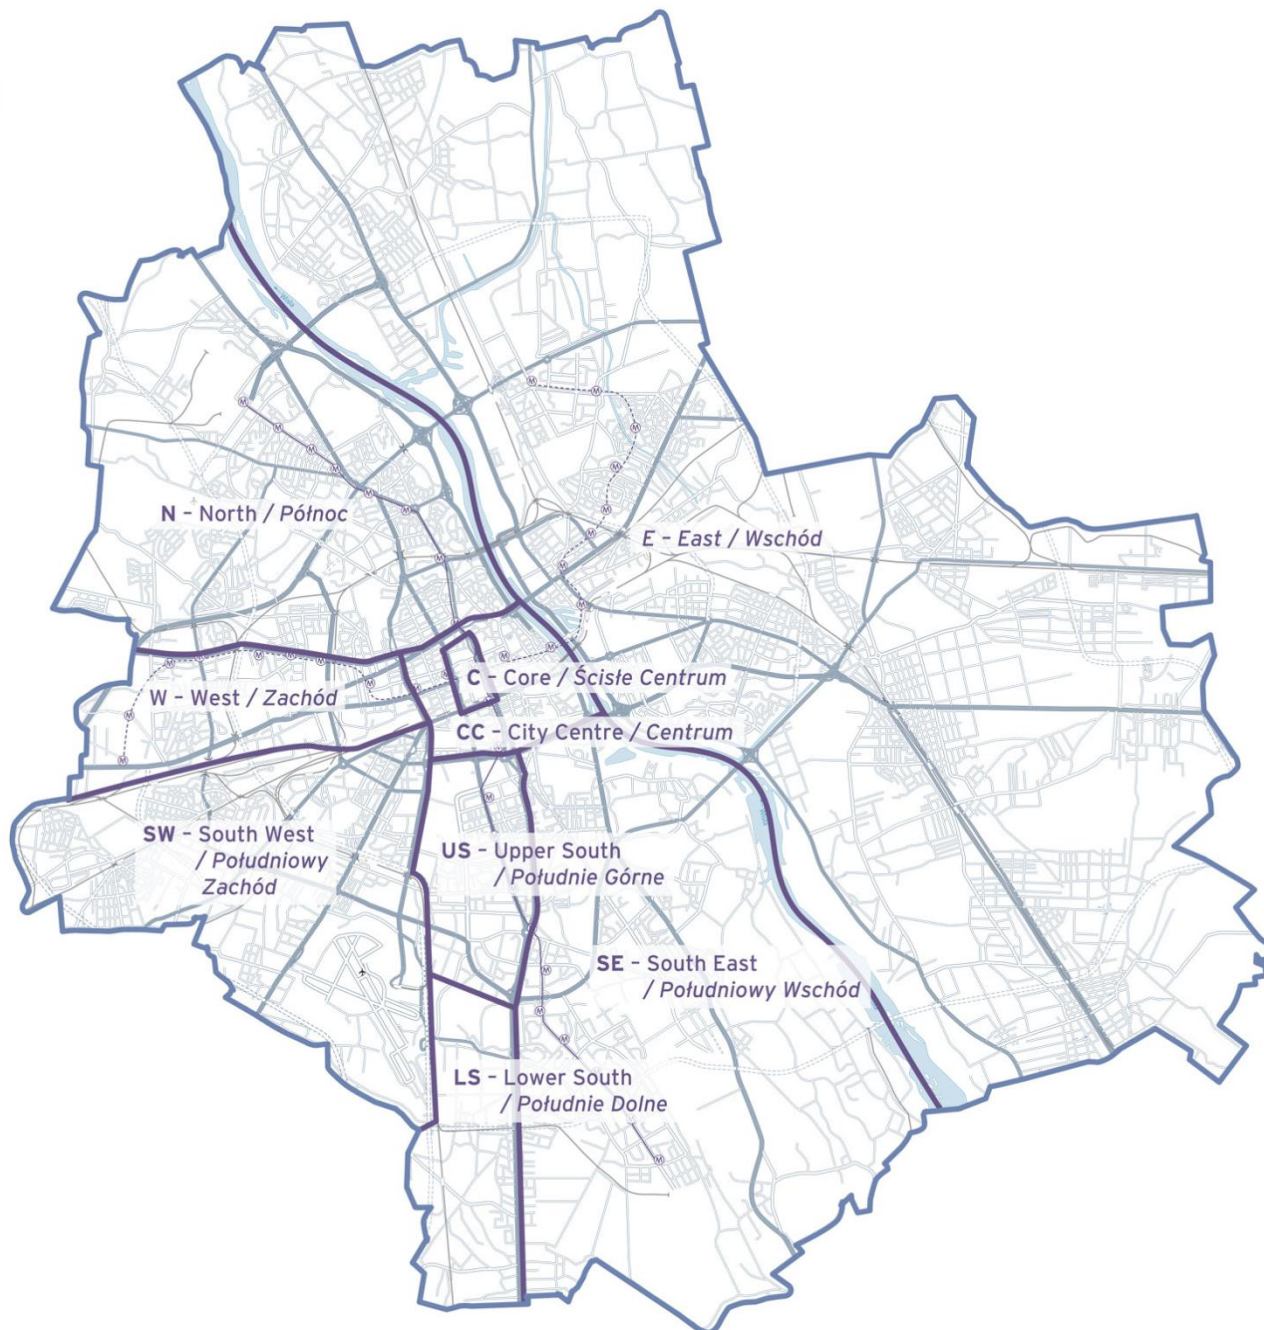 N – North / Północ
E – East / Wschód
C – Core / Ścisłe Centrum
W – West / Zachód
CC – City Centre / Centrum
SW – South West
/ Południowy
Zachód
US – Upper South
/ Południe Górne
SE – South East
/ Południowy Wschód
LS – Lower South
/ Południe Dolne